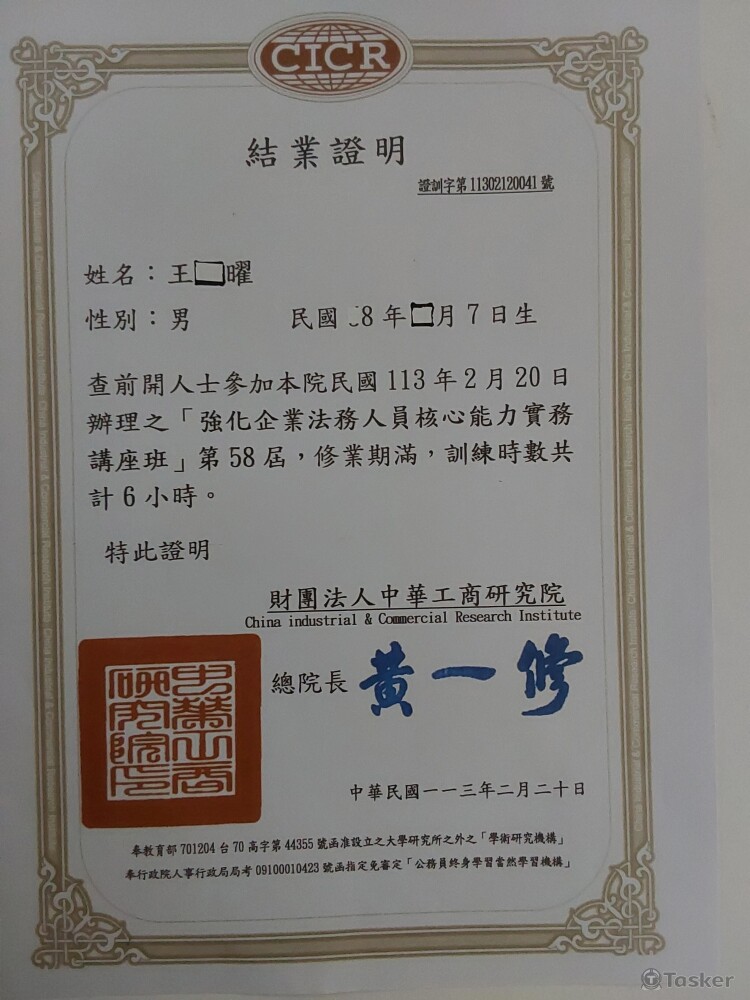 CICR
結業證明
證訓字第11302120041號
姓名：王□曜
性別：男 民國 8年□月7日生
查前開人士參加本院民國113年2月20日
辦理之「強化企業法務人員核心能力實務
講座班」第58屆，修業期滿，訓練時數共
計6小時。
特此證明
財團法人中華工商研究院
China industrial & Commercial Research Institute
總院長 黃一修
中華工商研究院印
中華民國一一三年二月二十日
奉教育部701204台70高字第44355號函准設立之大學研究所之外之「學術研究機構」
奉行政院人事行政局局考09100010423號函指定免審定「公務員終身學習當然學習機構」
Tasker